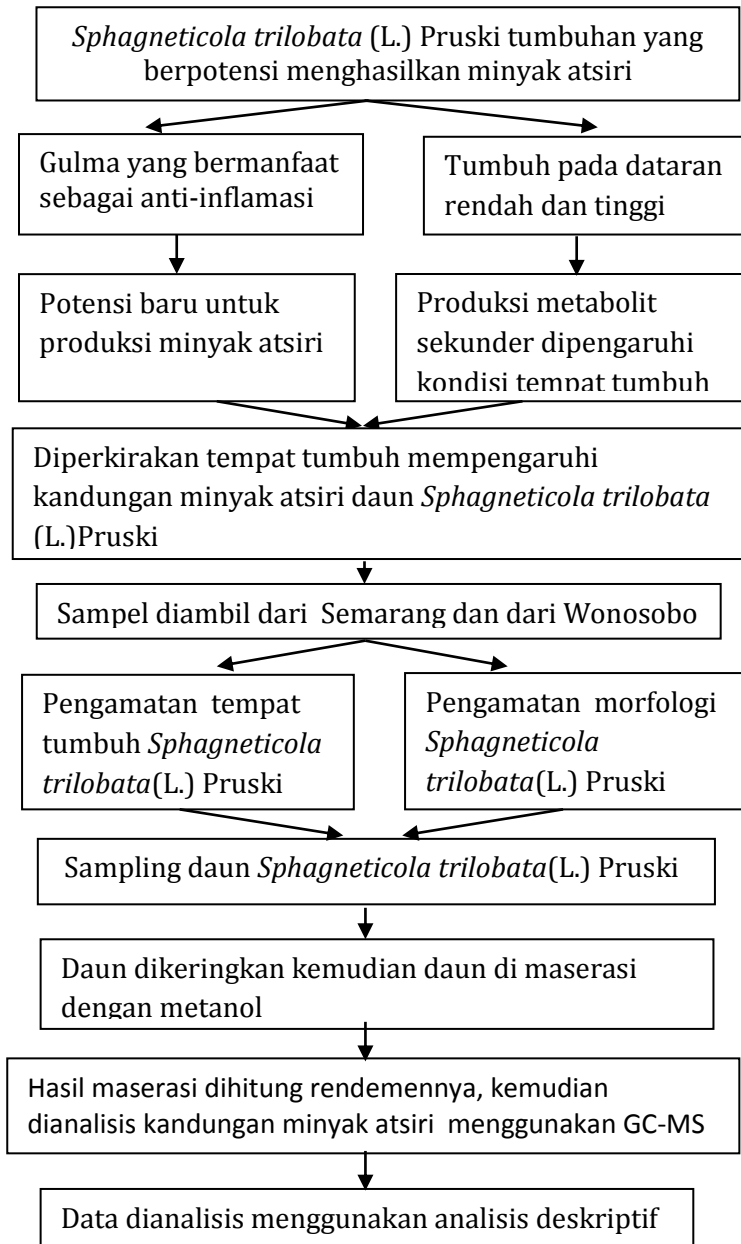 Sphagneticola trilobata (L.) Pruski tumbuhan yang
berpotensi menghasilkan minyak atsiri
Gulma yang bermanfaat
sebagai anti-inflamasi
Tumbuh pada dataran
rendah dan tinggi
Potensi baru untuk
produksi minyak atsiri
Produksi metabolit
sekunder dipengaruhi
kondisi tempat tumbuh
Diperkirakan tempat tumbuh mempengaruhi
kandungan minyak atsiri daun Sphagneticola trilobata
(L.)Pruski
Sampel diambil dari Semarang dan dari Wonosobo
Pengamatan tempat
tumbuh Sphagneticola
trilobata(L.) Pruski
Pengamatan morfologi
Sphagneticola
trilobata(L.) Pruski
Sampling daun Sphagneticola trilobata(L.) Pruski
Daun dikeringkan kemudian daun di maserasi
dengan metanol
Hasil maserasi dihitung rendemennya, kemudian
dianalisis kandungan minyak atsiri menggunakan GC-MS
Data dianalisis menggunakan analisis deskriptif